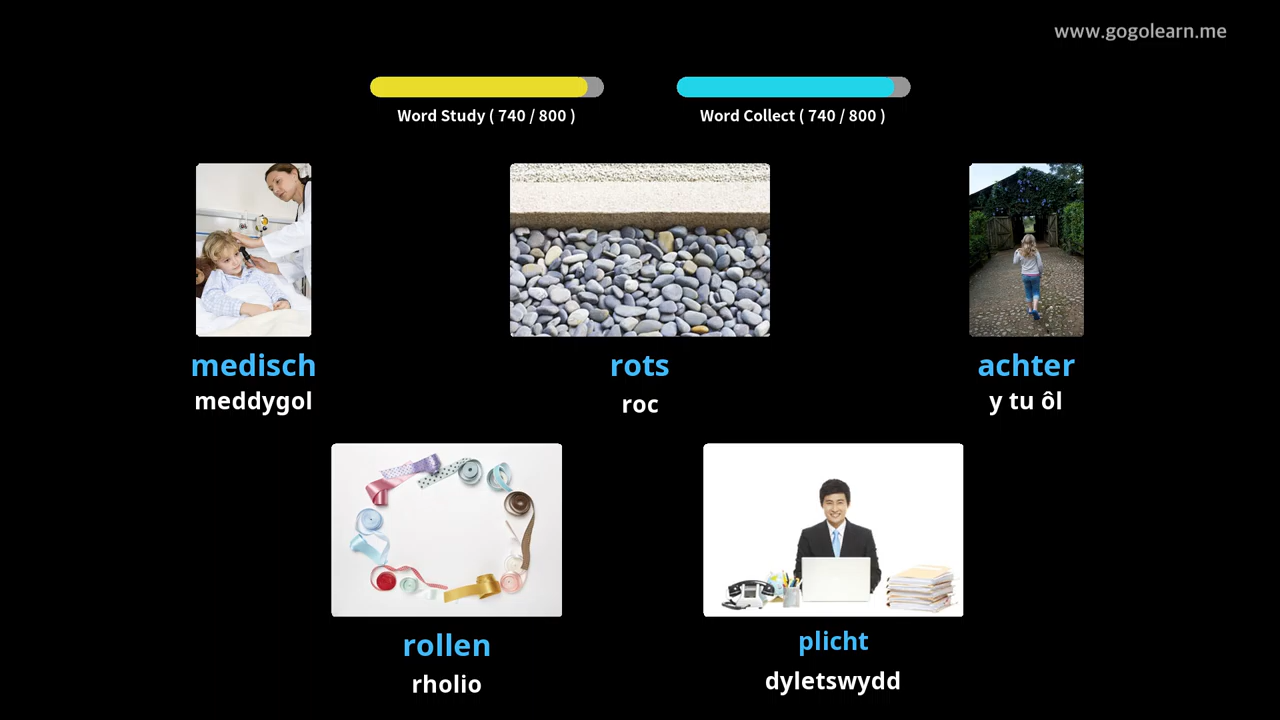 www.gogolearn.me
Word Study ( 740 / 800 )
Word Collect ( 740 / 800 )
medisch
meddygol
rots
roc
achter
y tu ôl
rollen
rholio
plicht
dyletswydd